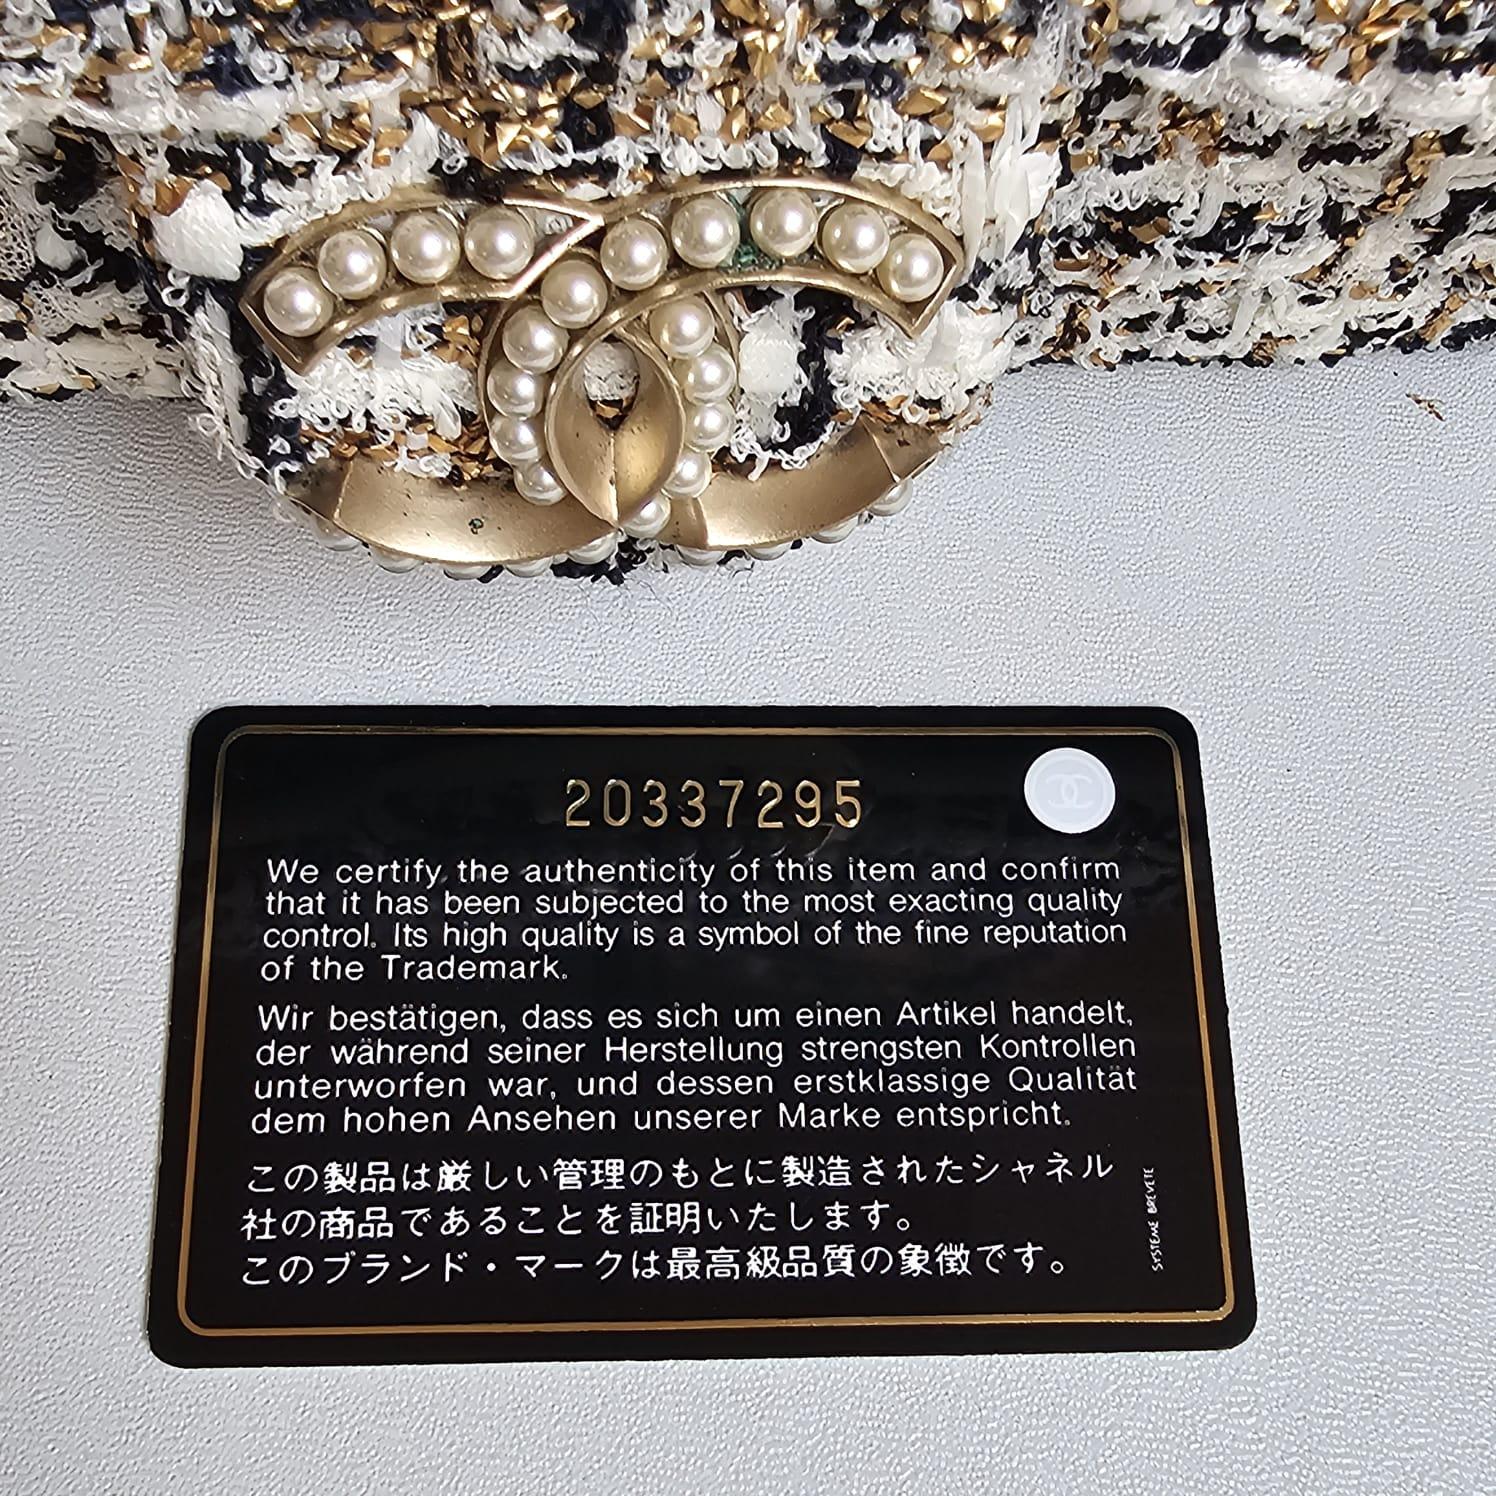 20337295
We certify the authenticity of this item and confirm
that it has been subjected to the most exacting quality
control. Its high quality is a symbol of the fine reputation
of the Trademark.
Wir bestätigen, dass es sich um einen Artikel handelt,
der während seiner Herstellung strengsten Kontrollen
unterworfen war, und dessen erstklassige Qualität
dem hohen Ansehen unserer Marke entspricht.
この製品は厳しい管理のもとに製造されたシャネル
社の商品であることを証明いたします。
このブランド・マークは最高級品質の象徴です。
SYSTEME BREVETE